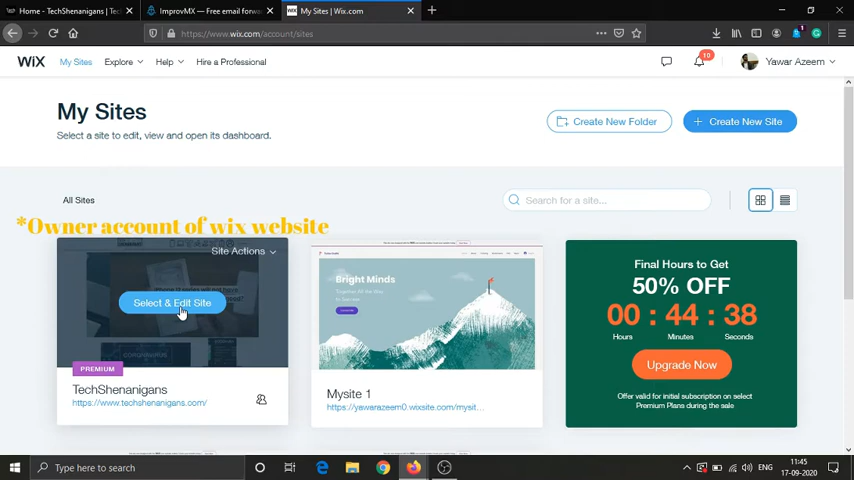 Home - TechShenanigans | Tec
ImprovMX — Free email forwar
WiX My Sites | Wix.com
https://www.wix.com/account/sites
WiX
My Sites
Explore
Help
Hire a Professional
10
Yawar Azeem
My Sites
Select a site to edit, view and open its dashboard.
Create New Folder
+ Create New Site
All Sites
Search for a site...
*Owner account of wix website
Site Actions
Select & Edit Site
PREMIUM
TechShenanigans
https://www.techshenanigans.com/
Bright Minds
Mysite 1
https://yawarazeem0.wixsite.com/mysit...
Final Hours to Get
50% OFF
00 : 44 : 38
Hours Minutes Seconds
Upgrade Now
Offer valid for initial subscription on select
Premium Plans during the sale
Type here to search
ENG
11:45
17-09-2020